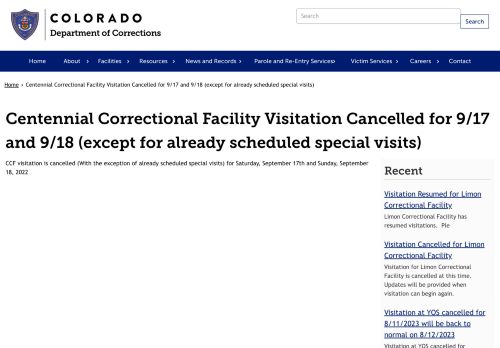 COLORADO
Department of Corrections
Search
Search
Home About › Facilities › Resources › News and Records › Parole and Re-Entry Services › Victim Services › Careers › Contact
Home › Centennial Correctional Facility Visitation Cancelled for 9/17 and 9/18 (except for already scheduled special visits)
Centennial Correctional Facility Visitation Cancelled for 9/17
and 9/18 (except for already scheduled special visits)
CCF visitation is cancelled (With the exception of already scheduled special visits) for Saturday, September 17th and Sunday, September
18, 2022
Recent
Visitation Resumed for Limon
Correctional Facility
Limon Correctional Facility has
resumed visitations. Ple
Visitation Cancelled for Limon
Correctional Facility
Visitation for Limon Correctional
Facility is cancelled at this time.
Updates will be provided when
visitation can begin again.
Visitation at YOS cancelled for
8/11/2023 will be back to
normal on 8/12/2023
Visitation at YOS cancelled for